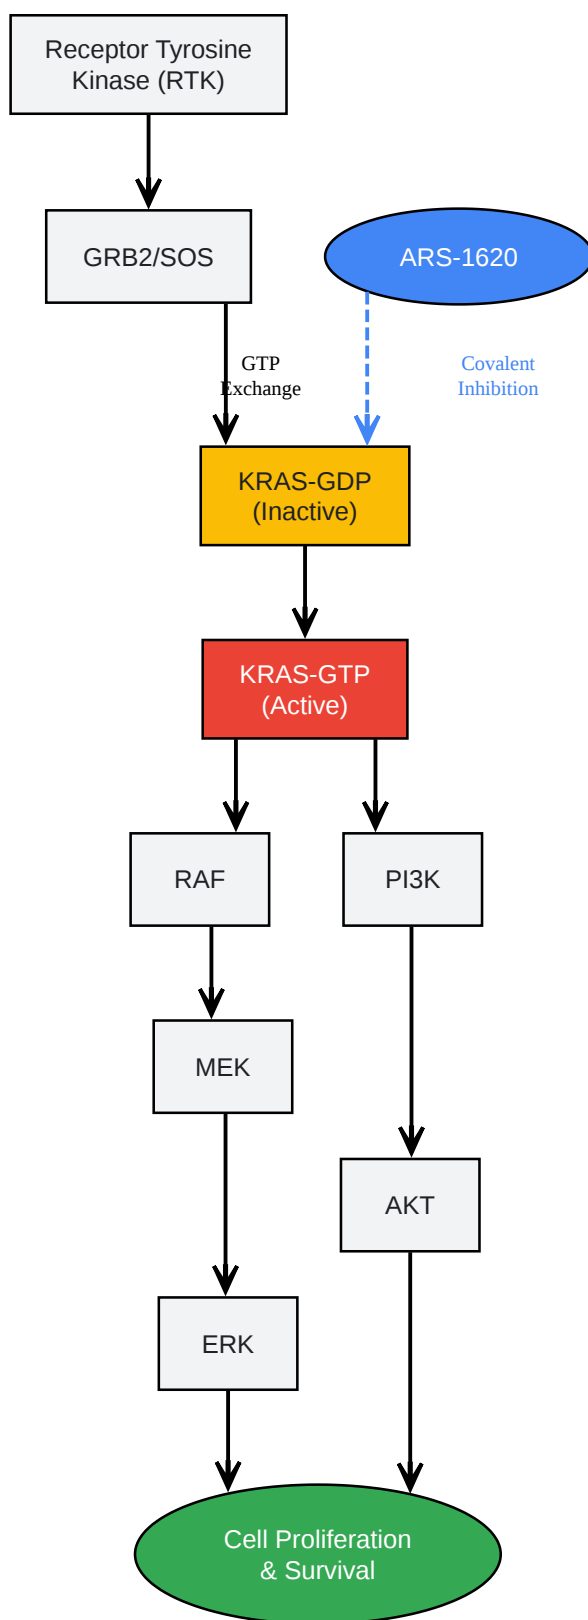 Receptor Tyrosine
Kinase (RTK)
GRB2/SOS
ARS-1620
GTP
Exchange
Covalent
Inhibition
KRAS-GDP
(Inactive)
KRAS-GTP
(Active)
RAF
PI3K
MEK
AKT
ERK
Cell Proliferation
& Survival